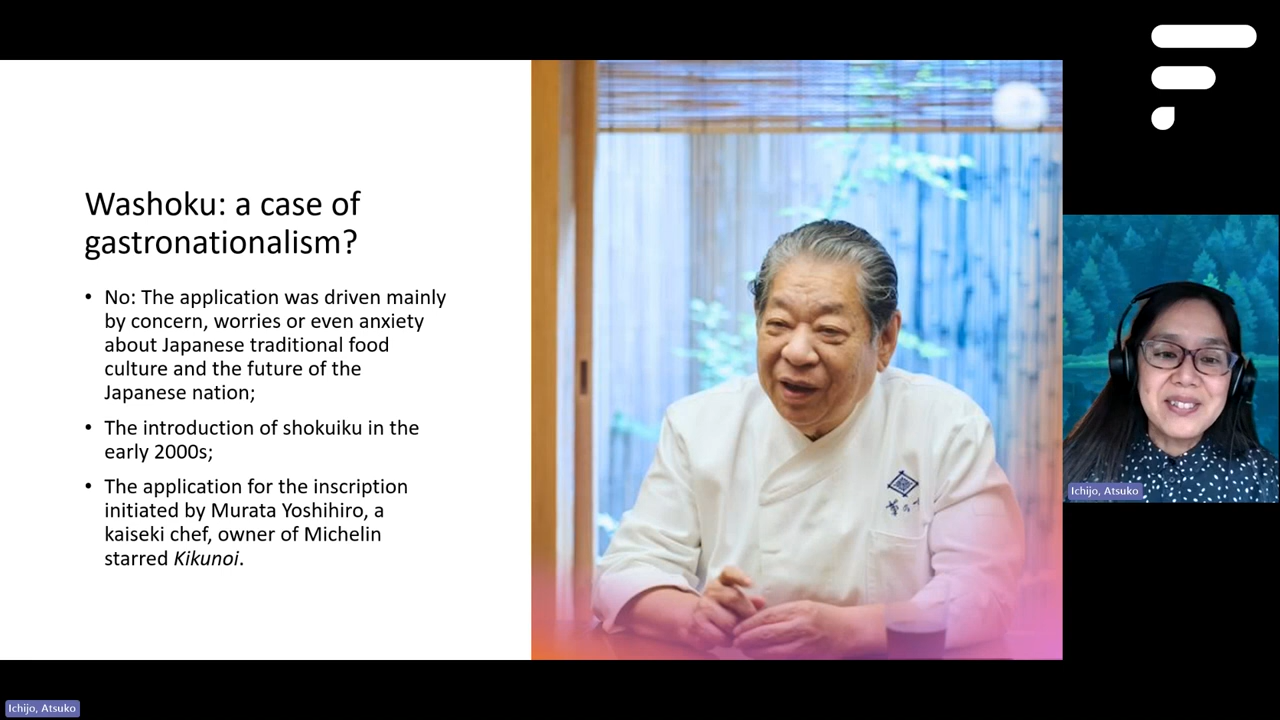 Washoku: a case of
gastronationalism?
• No: The application was driven mainly
by concern, worries or even anxiety
about Japanese traditional food
culture and the future of the
Japanese nation;
• The introduction of shokuiku in the
early 2000s;
• The application for the inscription
initiated by Murata Yoshihiro, a
kaiseki chef, owner of Michelin
starred Kikunoi.
Ichijo, Atsuko
Ichijo, Atsuko